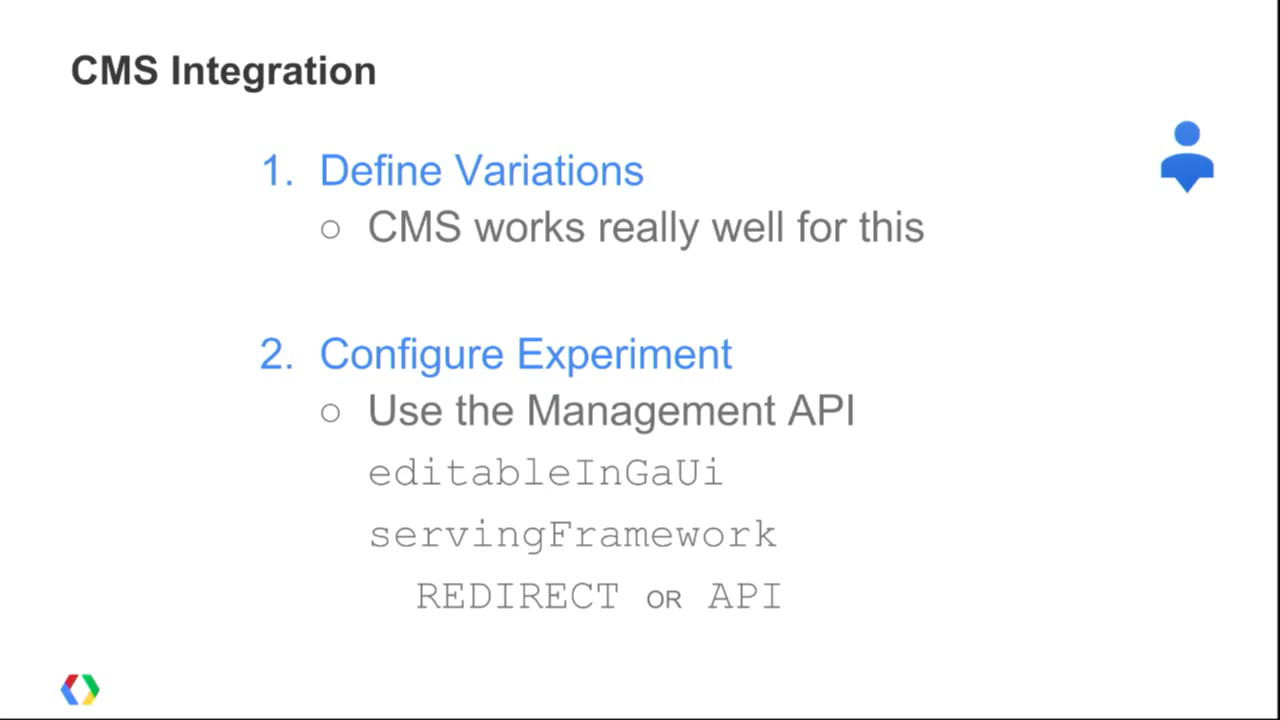 CMS Integration
1. Define Variations
○ CMS works really well for this
2. Configure Experiment
○ Use the Management API
editableInGaUi
servingFramework
REDIRECT OR API